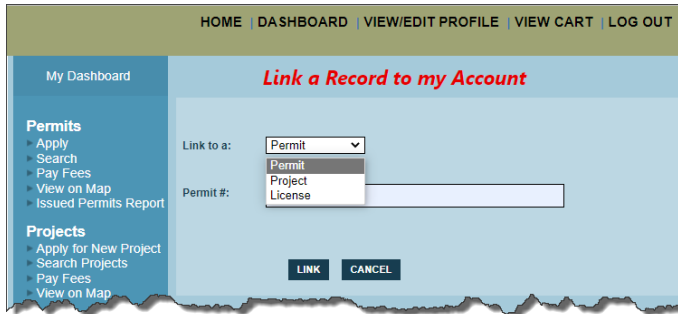 HOME | DASHBOARD | VIEW/EDIT PROFILE | VIEW CART | LOG OUT
My Dashboard
Link a Record to my Account
Permits
Apply
Search
Pay Fees
View on Map
Issued Permits Report
Projects
Apply for New Project
Search Projects
Pay Fees
View on Map
Link to a:
Permit
Permit
Project
License
Permit #:
LINK
CANCEL